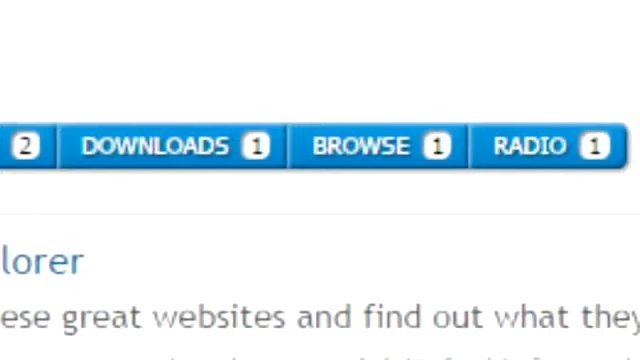 2 DOWNLOADS 1 BROWSE 1 RADIO 1
lorer
ese great websites and find out what they